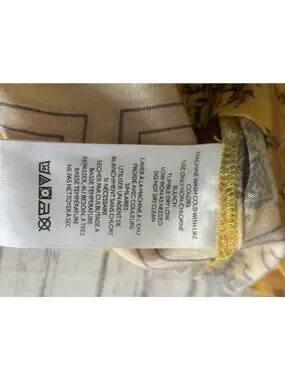 MACHINE WASH COLD WITH LIKE
COLORS
USE ONLY NON-CHLORINE
BLEACH
TUMBLE DRY LOW
LOW IRON AS NEEDED
DO NOT DRY CLEAN
LAVER À LA MACHINE À L'EAU
FROIDE AVEC COULEURS
SIMILAIRES
UTILISER UN AGENT DE
BLANCHIMENT SANS CHLORE
SI NÉCESSAIRE
SÉCHER PAR CULBUTAGE À
BASSE TEMPÉRATURE
REPASSER AU BESOIN, À TRÈS
BASSE TEMPÉRATURE
NE PAS NETTOYER À SEC